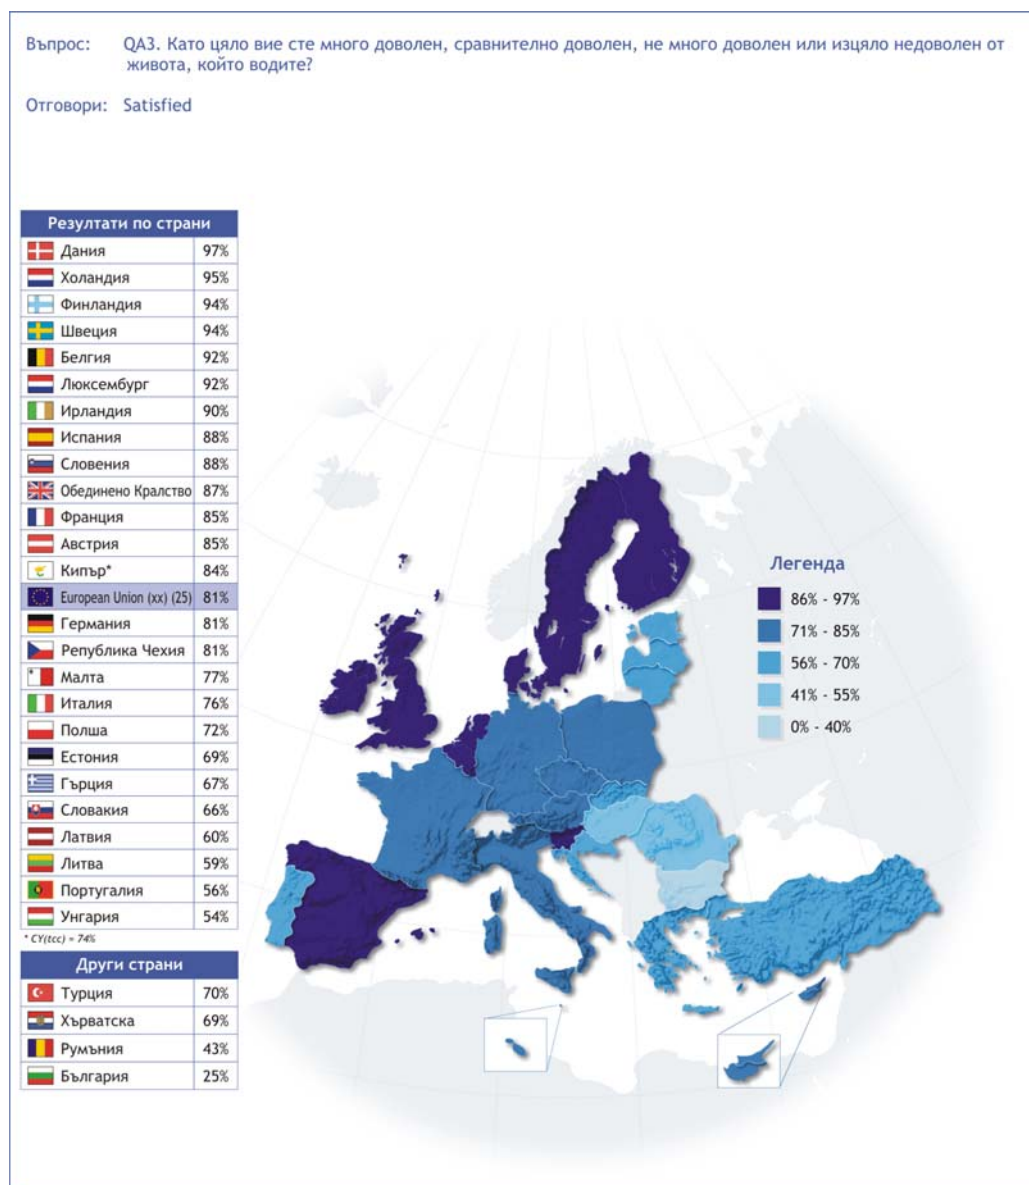 Въпрос: QA3. Като цяло вие сте много доволен, сравнително доволен, не много доволен или изцяло недоволен от
живота, който водите?
Отговори: Satisfied
Резултати по страни
Дания 97%
Холандия 95%
Финландия 94%
Швеция 94%
Белгия 92%
Люксембург 92%
Ирландия 90%
Испания 88%
Словения 88%
Обединено Кралство 87%
Франция 85%
Австрия 85%
Кипър* 84%
European Union (xx) (25) 81%
Германия 81%
Република Чехия 81%
Малта 77%
Италия 76%
Полша 72%
Естония 69%
Гърция 67%
Словакия 66%
Латвия 60%
Литва 59%
Португалия 56%
Унгария 54%
* CY(tcc) = 74%
Други страни
Турция 70%
Хърватска 69%
Румъния 43%
България 25%
Легенда
86% - 97%
71% - 85%
56% - 70%
41% - 55%
0% - 40%